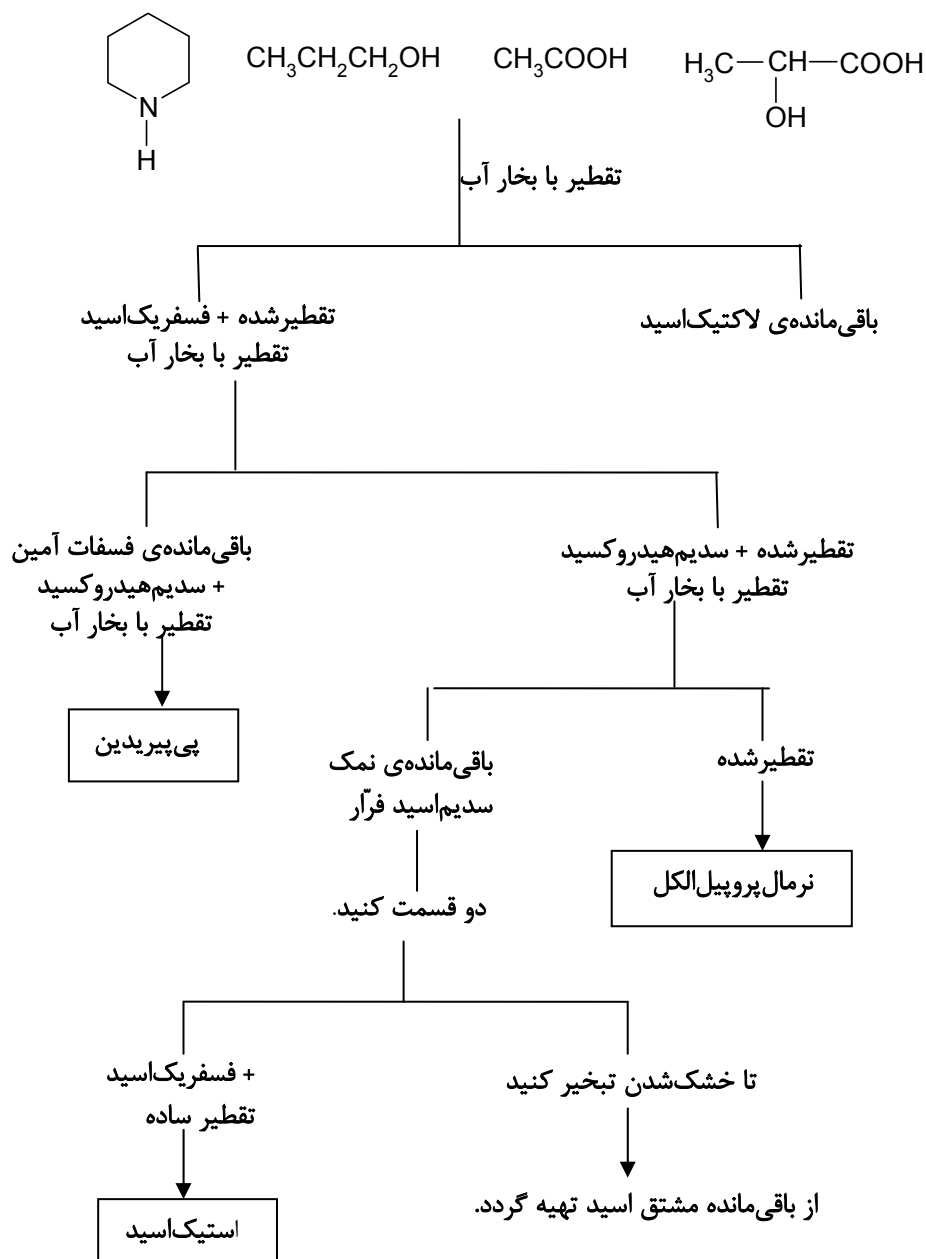 CH3CH2CH2OH
CH3COOH
H3C—CH—COOH
OH
N
H
تقطیر با بخار آب
تقطیرشده + فسفریک‌اسید
تقطیر با بخار آب
باقی‌مانده‌ی لاکتیک‌اسید
باقی‌مانده‌ی فسفات آمین
+ سدیم‌هیدروکسید
تقطیر با بخار آب
تقطیرشده + سدیم‌هیدروکسید
تقطیر با بخار آب
پی‌پیریدین
باقی‌مانده‌ی نمک
سدیم‌اسید فرّار
تقطیرشده
نرمال‌پروپیل‌الکل
دو قسمت کنید.
+ فسفریک‌اسید
تقطیر ساده
تا خشک‌شدن تبخیر کنید
استیک‌اسید
از باقی‌مانده مشتق اسید تهیه گردد.